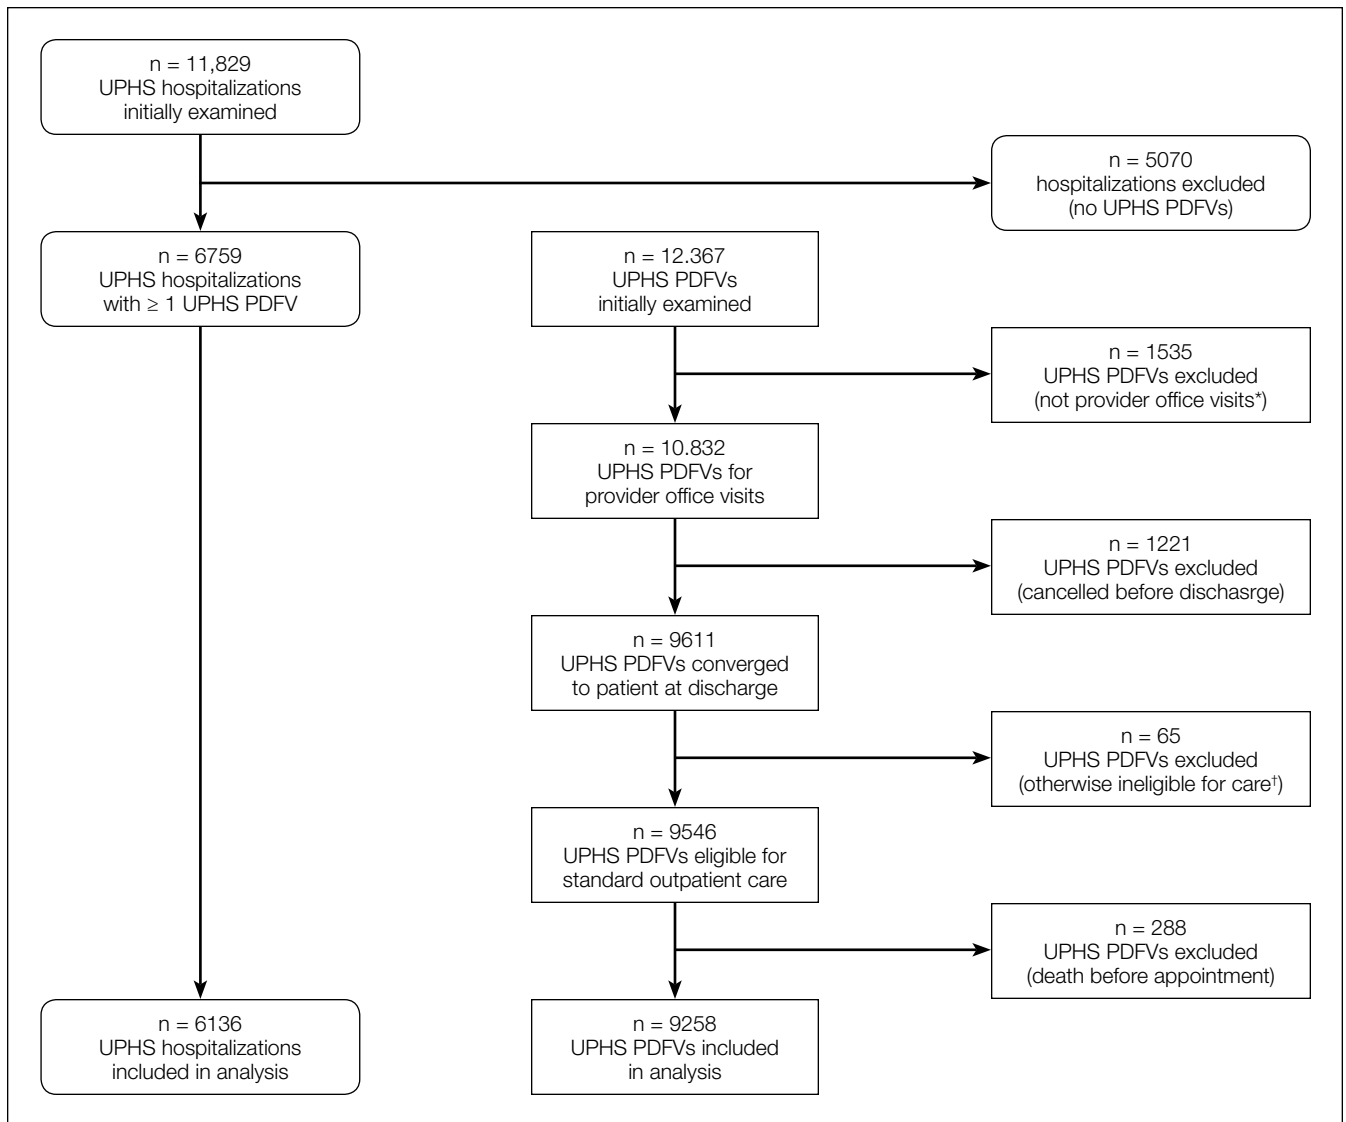 n = 11,829
UPHS hospitalizations
initially examined
n = 5070
hospitalizations excluded
(no UPHS PDFVs)
n = 6759
UPHS hospitalizations
with ≥ 1 UPHS PDFV
n = 12.367
UPHS PDFVs
initially examined
n = 1535
UPHS PDFVs excluded
(not provider office visits*)
n = 10.832
UPHS PDFVs for
provider office visits
n = 1221
UPHS PDFVs excluded
(cancelled before dischasrge)
n = 9611
UPHS PDFVs converged
to patient at discharge
n = 65
UPHS PDFVs excluded
(otherwise ineligible for care†)
n = 9546
UPHS PDFVs eligible for
standard outpatient care
n = 288
UPHS PDFVs excluded
(death before appointment)
n = 6136
UPHS hospitalizations
included in analysis
n = 9258
UPHS PDFVs included
in analysis